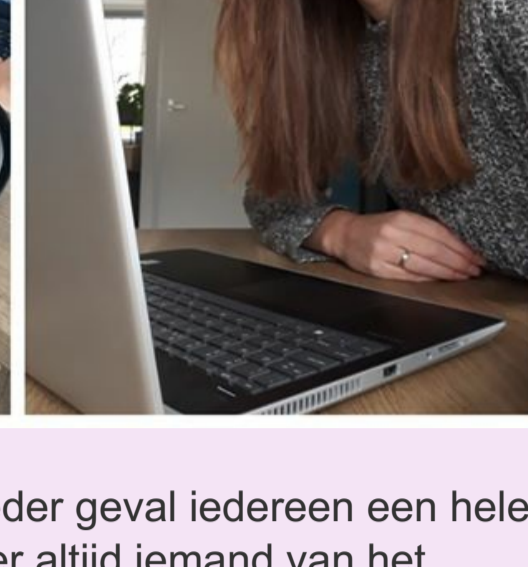 der geval iedereen een hele
er altijd iemand van het